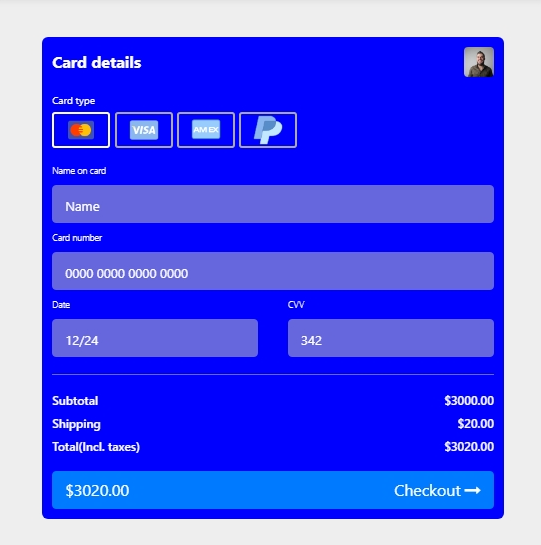 Card details
Card type
VISA AMEX
Name on card
Name
Card number
0000 0000 0000 0000
Date CVV
12/24 342
Subtotal $3000.00
Shipping $20.00
Total(Incl. taxes) $3020.00
$3020.00 Checkout